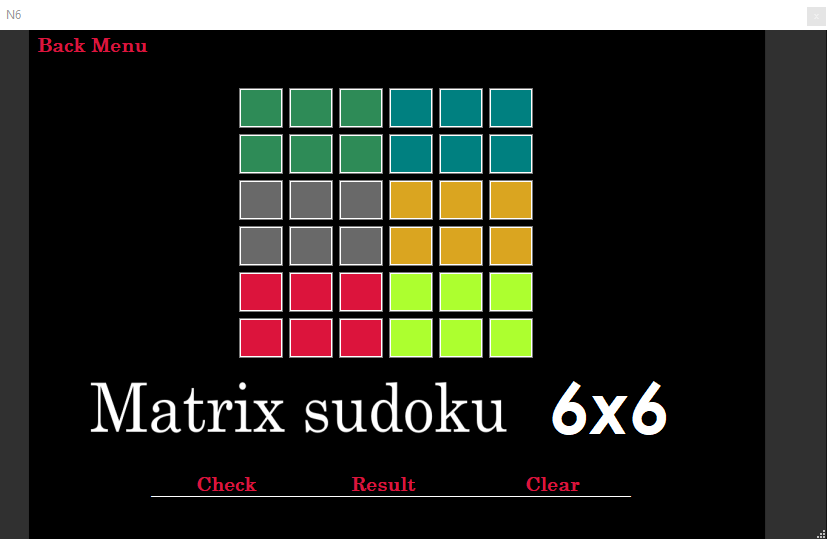 N6
Back Menu
Matrix sudoku 6x6
Check Result Clear